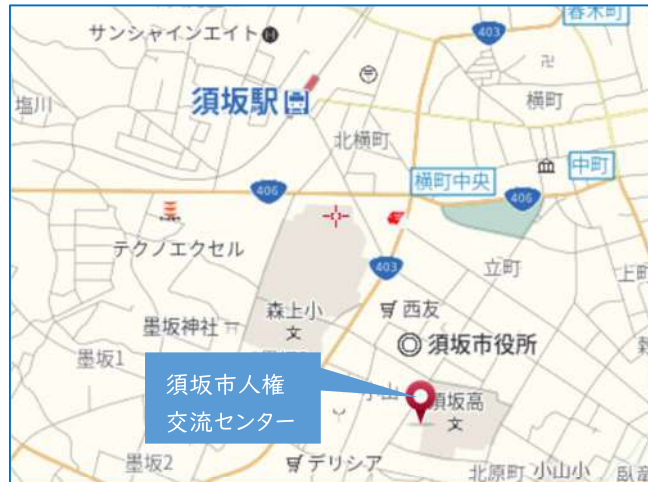 春木町
403
サンシャインエイト
塩川
須坂駅
横町
北横町
中町
横町中央
406
406
テクノエクセル
403
立町
上町
森上小
文
西友
墨坂神社
墨坂1
須坂市役所
須坂市人権
交流センター
小山
須坂高
文
墨坂2
デリシア
北原町
小山小
臥竜